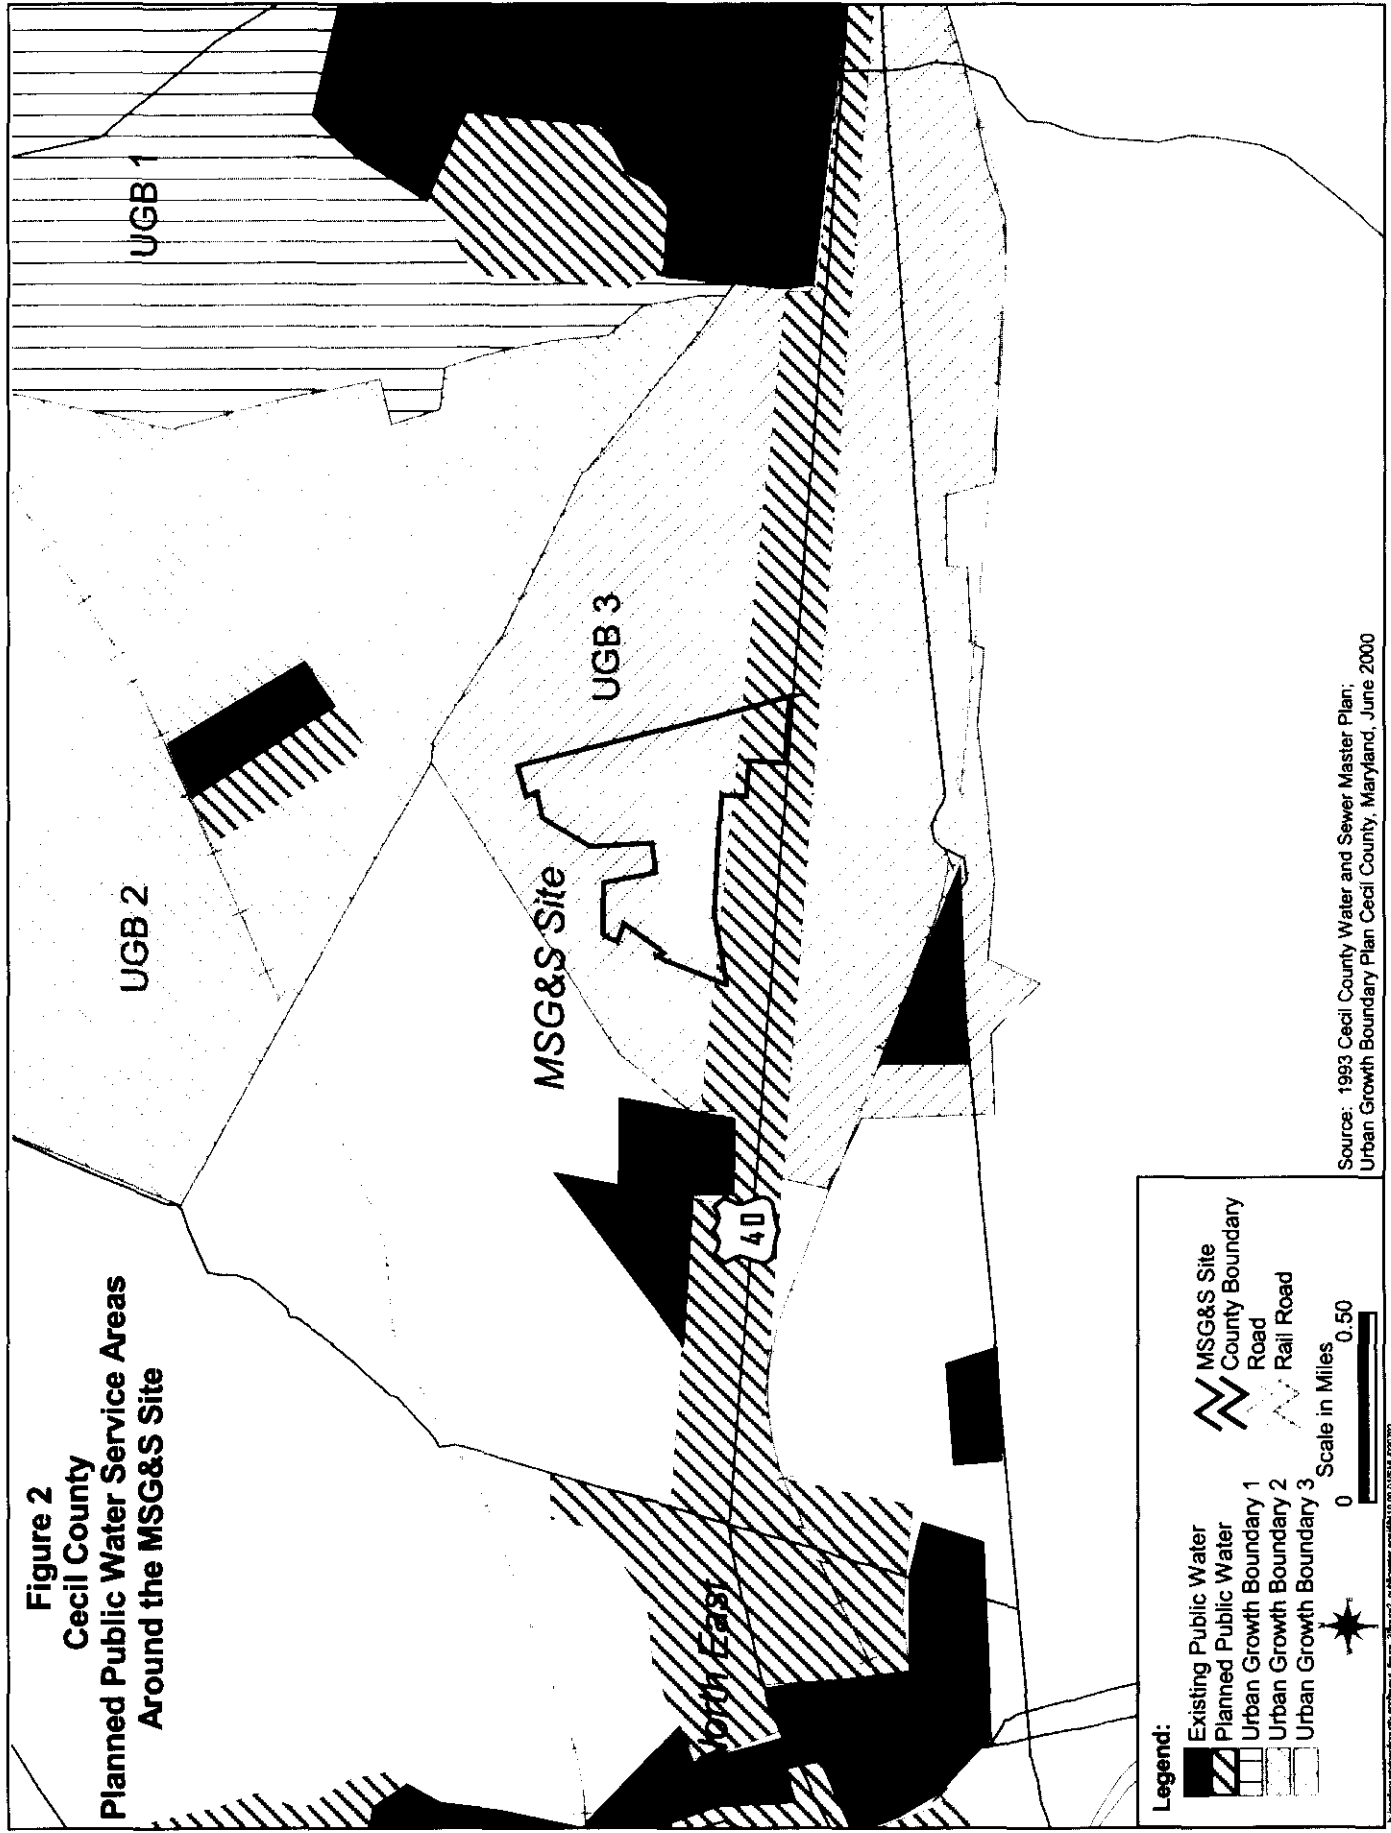 Figure 2
Cecil County
Planned Public Water Service Areas
Around the MSG&S Site
UGB 1
UGB 2
UGB 3
MSG&S Site
40
North East
Legend:
Existing Public Water
Planned Public Water
Urban Growth Boundary 1
Urban Growth Boundary 2
Urban Growth Boundary 3
MSG&S Site
County Boundary
Road
Rail Road
Scale in Miles
0 0.50
Source: 1993 Cecil County Water and Sewer Master Plan;
Urban Growth Boundary Plan Cecil County, Maryland, June 2000